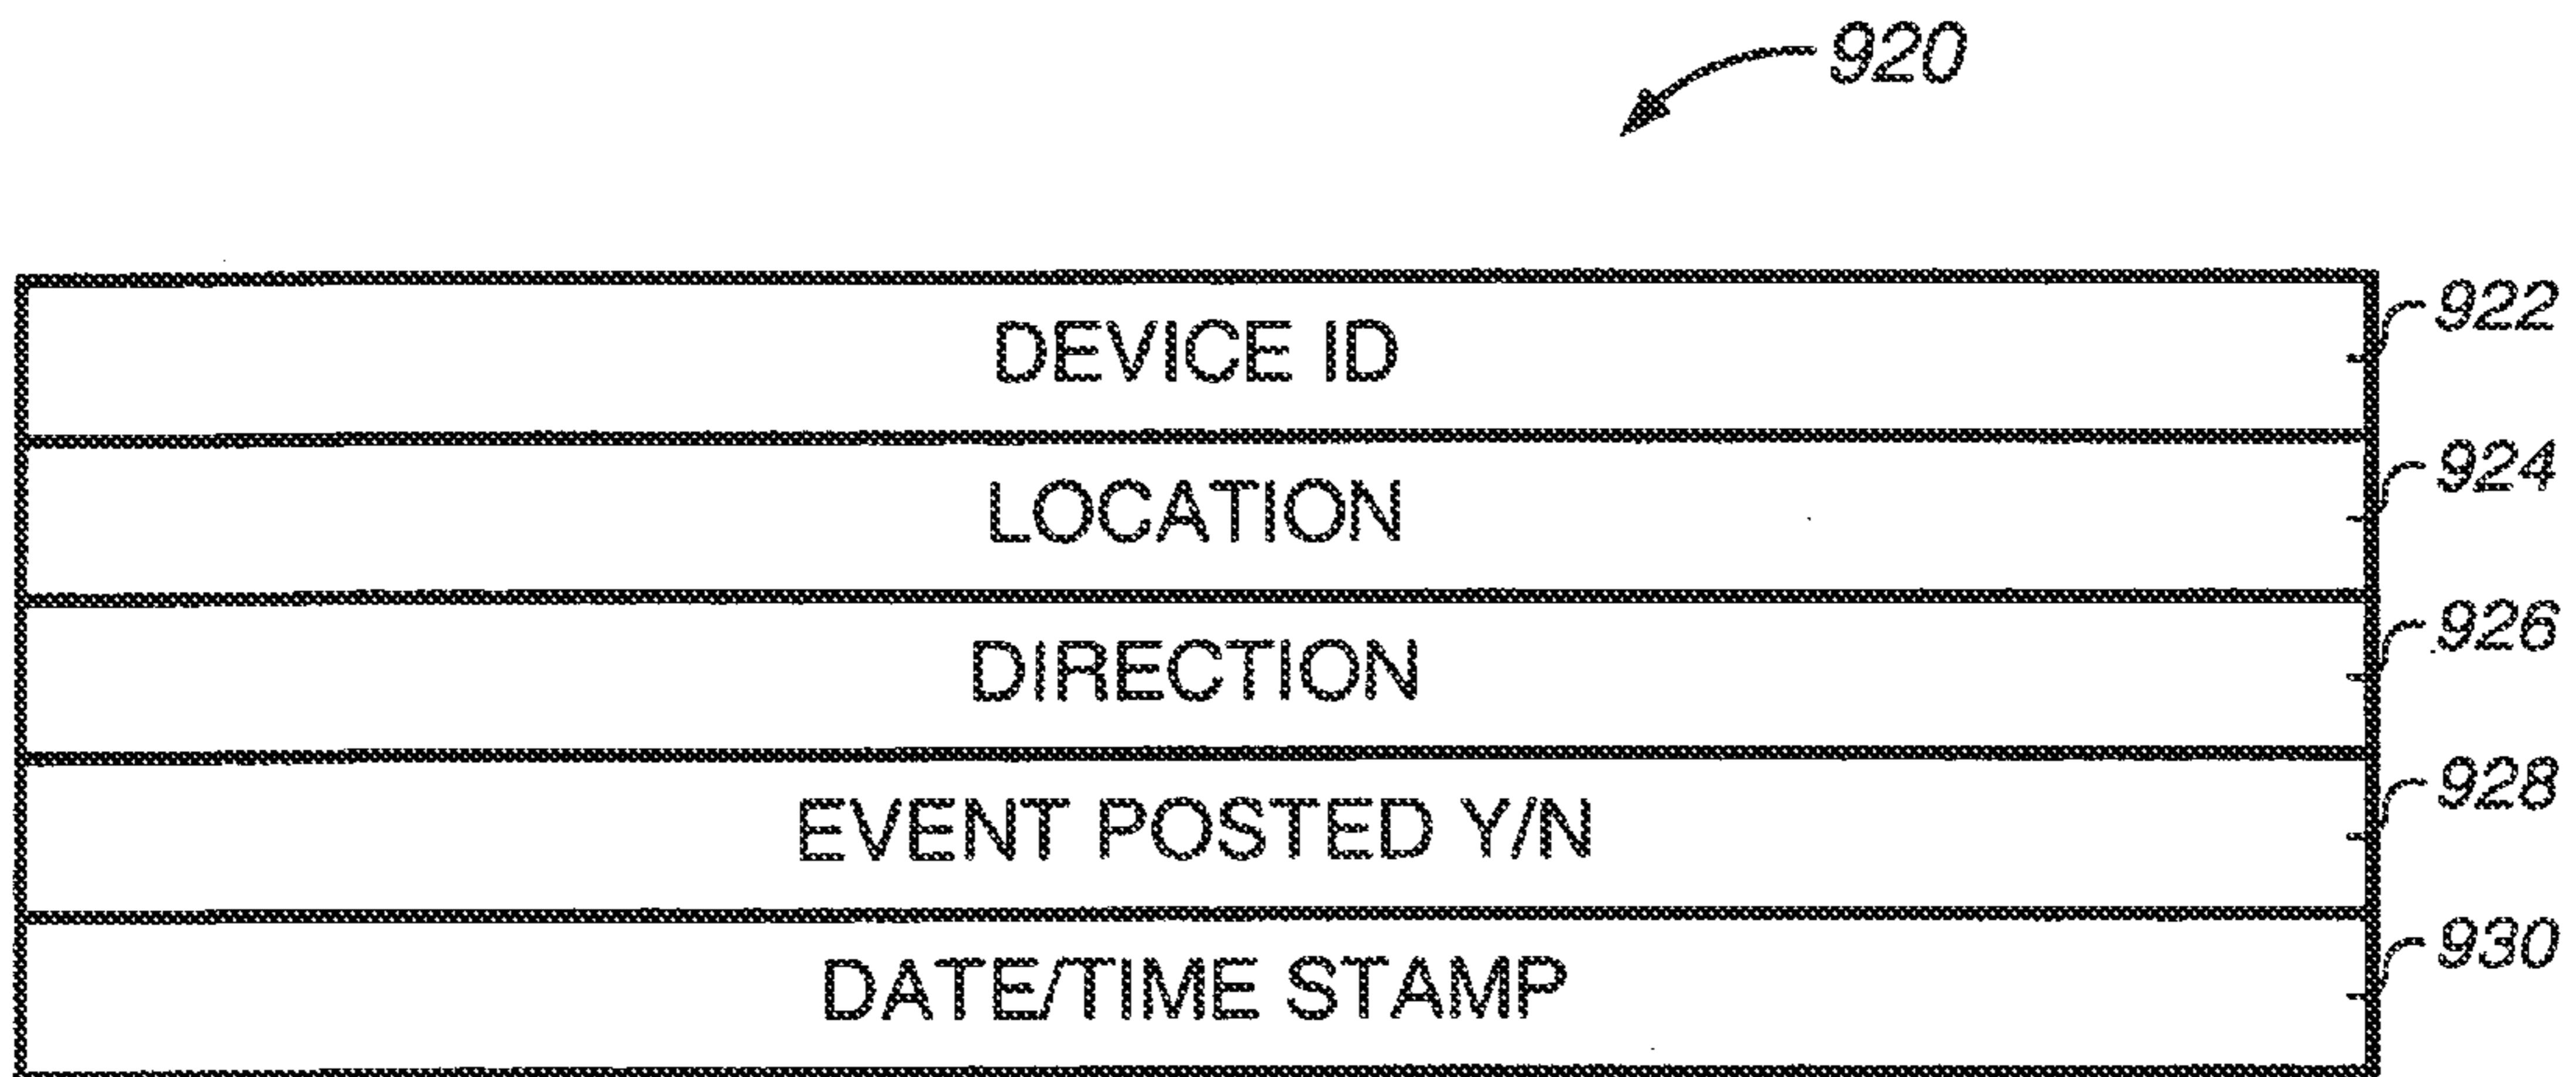 920
DEVICE ID 922
LOCATION 924
DIRECTION 926
EVENT POSTED Y/N 928
DATE/TIME STAMP 930